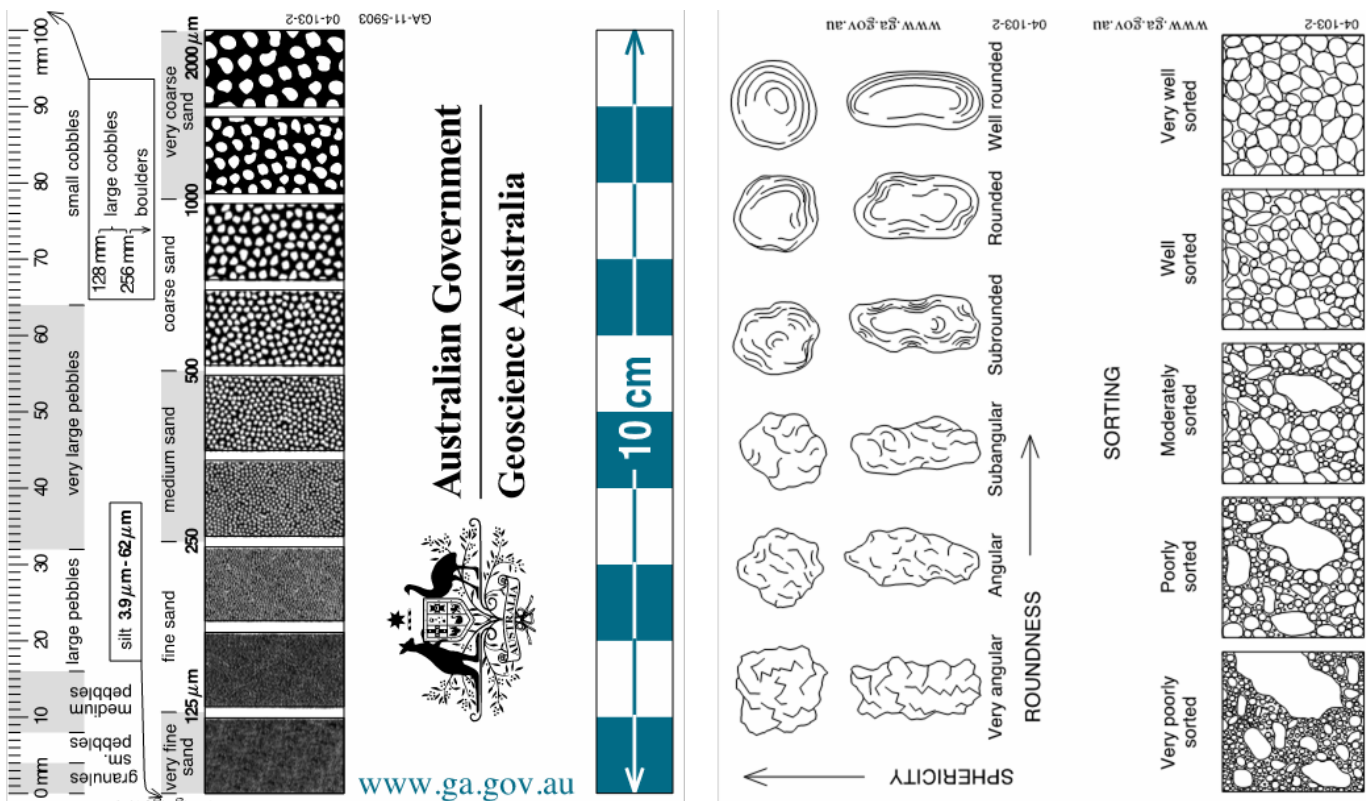 04-103-2
GA-11-5903
0 mm
10
20
30
40
50
60
70
80
90
mm 100
granules
sm. pebbles
medium pebbles
large pebbles
very large pebbles
small cobbles
128 mm
large cobbles
256 mm
boulders
silt 3.9 µm - 62 µm
very fine sand
fine sand
medium sand
coarse sand
very coarse sand
125 µm
250
500
1000
2000 µm
Australian Government
Geoscience Australia
AUSTRALIA
www.ga.gov.au
10 cm
www.ga.gov.au
04-103-2
Well rounded
Rounded
Subrounded
Subangular
Angular
Very angular
ROUNDNESS
SPHERICITY
www.ga.gov.au
04-103-2
SORTING
Very well sorted
Well sorted
Moderately sorted
Poorly sorted
Very poorly sorted